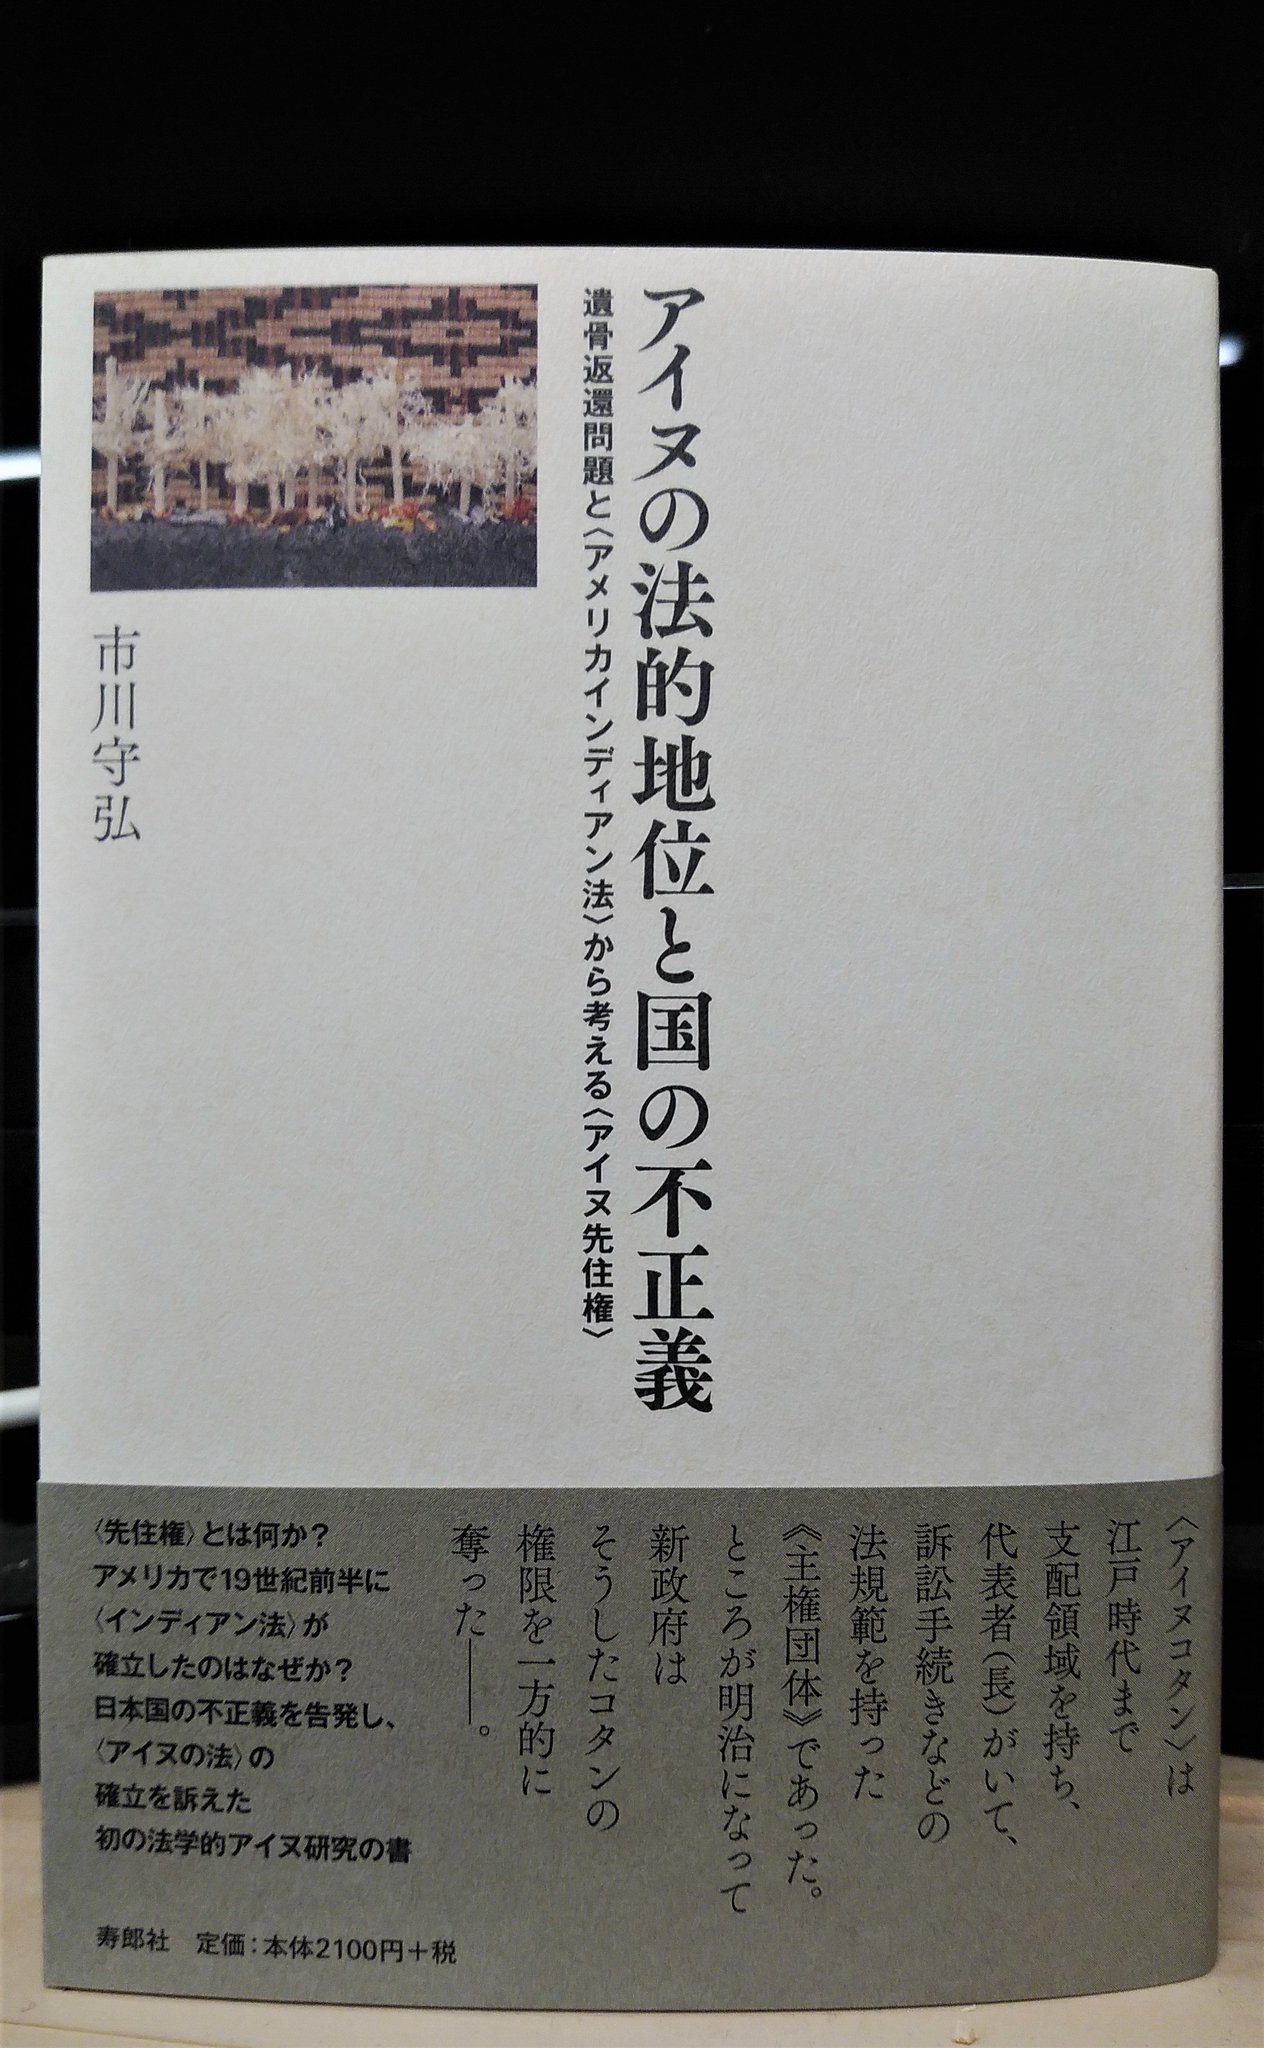 アイヌの法的地位と国の不正義
遺骨返還問題と〈アメリカインディアン法〉から考える〈アイヌ先住権〉
市川守弘
〈アイヌコタン〉は
江戸時代まで
支配領域を持ち、
代表者（長）がいて、
訴訟手続きなどの
法規範を持った
《主権団体》であった。
ところが明治になって
新政府は
そうしたコタンの
権限を一方的に
奪った――。
〈先住権〉とは何か？
アメリカで19世紀前半に
〈インディアン法〉が
確立したのはなぜか？
日本国の不正義を告発し、
〈アイヌの法〉の
確立を訴えた
初の法学的アイヌ研究の書
寿郎社　定価：本体2100円＋税